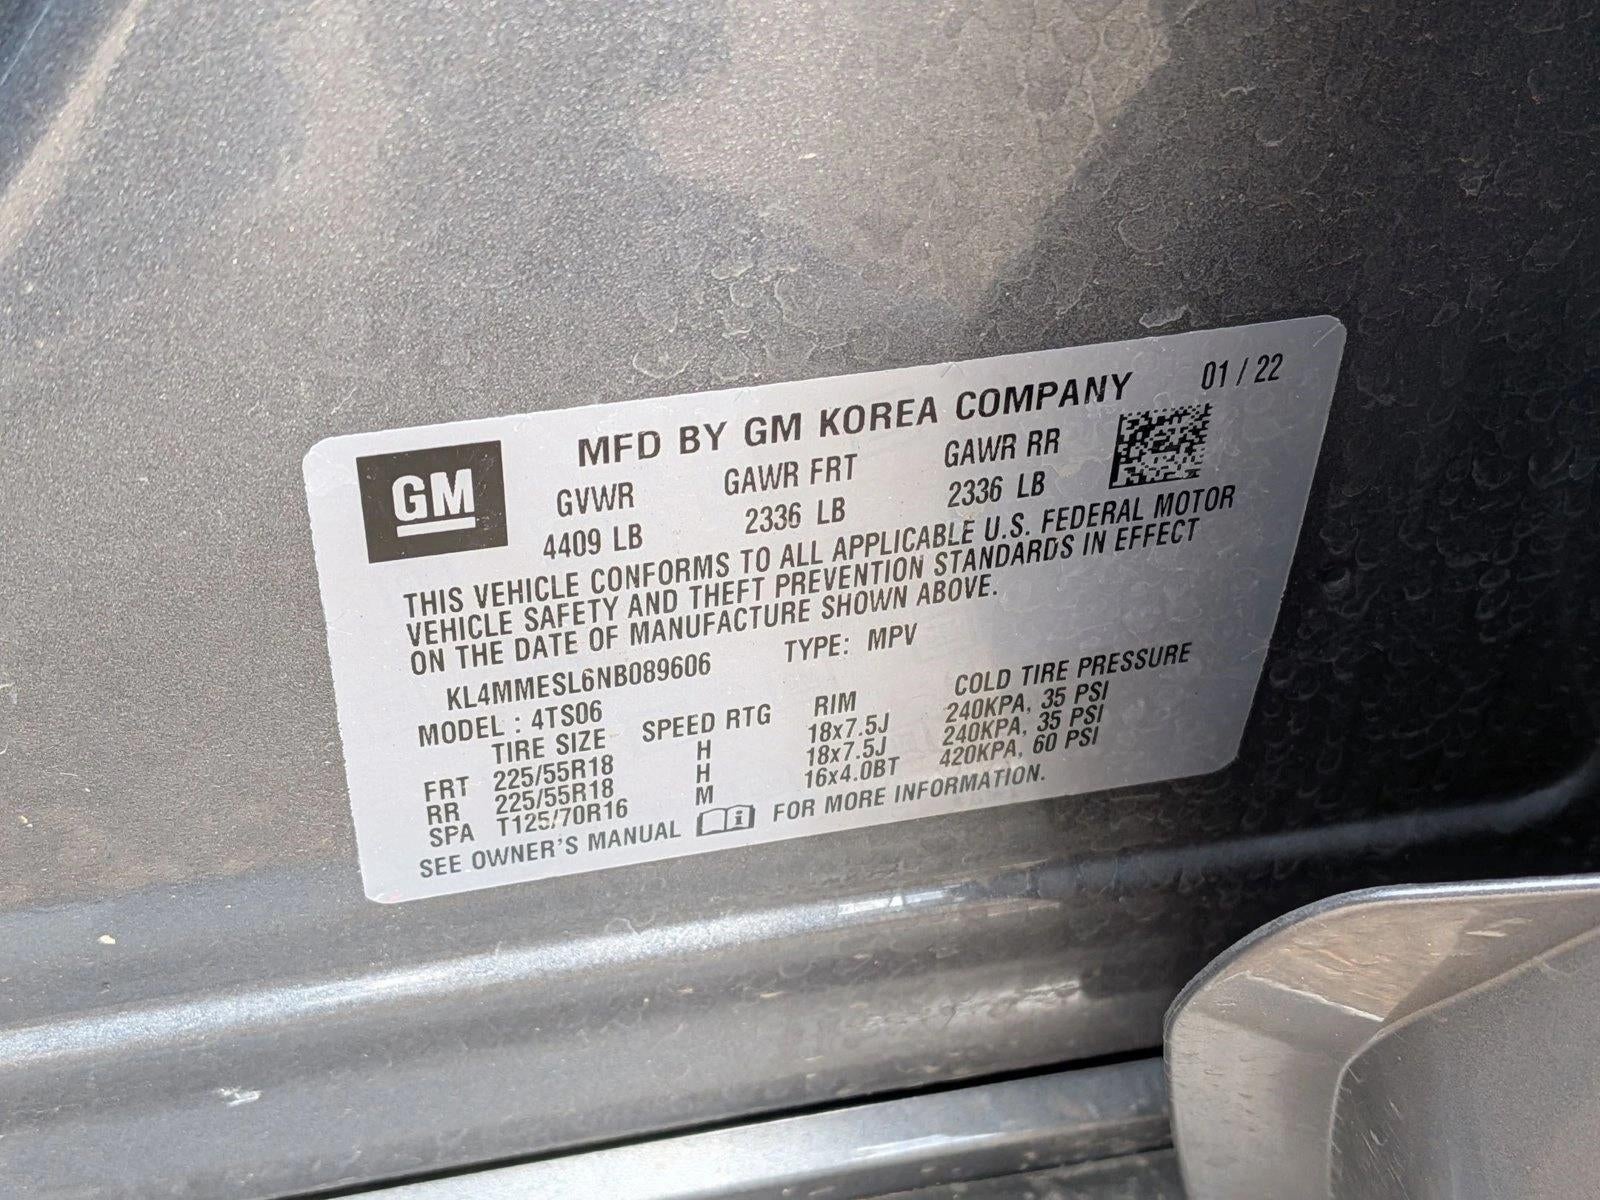 MFD BY GM KOREA COMPANY 01 / 22
GM
GVWR GAWR FRT GAWR RR
4409 LB 2336 LB 2336 LB
THIS VEHICLE CONFORMS TO ALL APPLICABLE U.S. FEDERAL MOTOR
VEHICLE SAFETY AND THEFT PREVENTION STANDARDS IN EFFECT
ON THE DATE OF MANUFACTURE SHOWN ABOVE.
KL4MMESL6NB089606 TYPE: MPV
MODEL : 4TS06
TIRE SIZE SPEED RTG RIM COLD TIRE PRESSURE
FRT 225/55R18 H 18x7.5J 240KPA, 35 PSI
RR 225/55R18 H 18x7.5J 240KPA, 35 PSI
SPA T125/70R16 M 16x4.0BT 420KPA, 60 PSI
SEE OWNER'S MANUAL i FOR MORE INFORMATION.